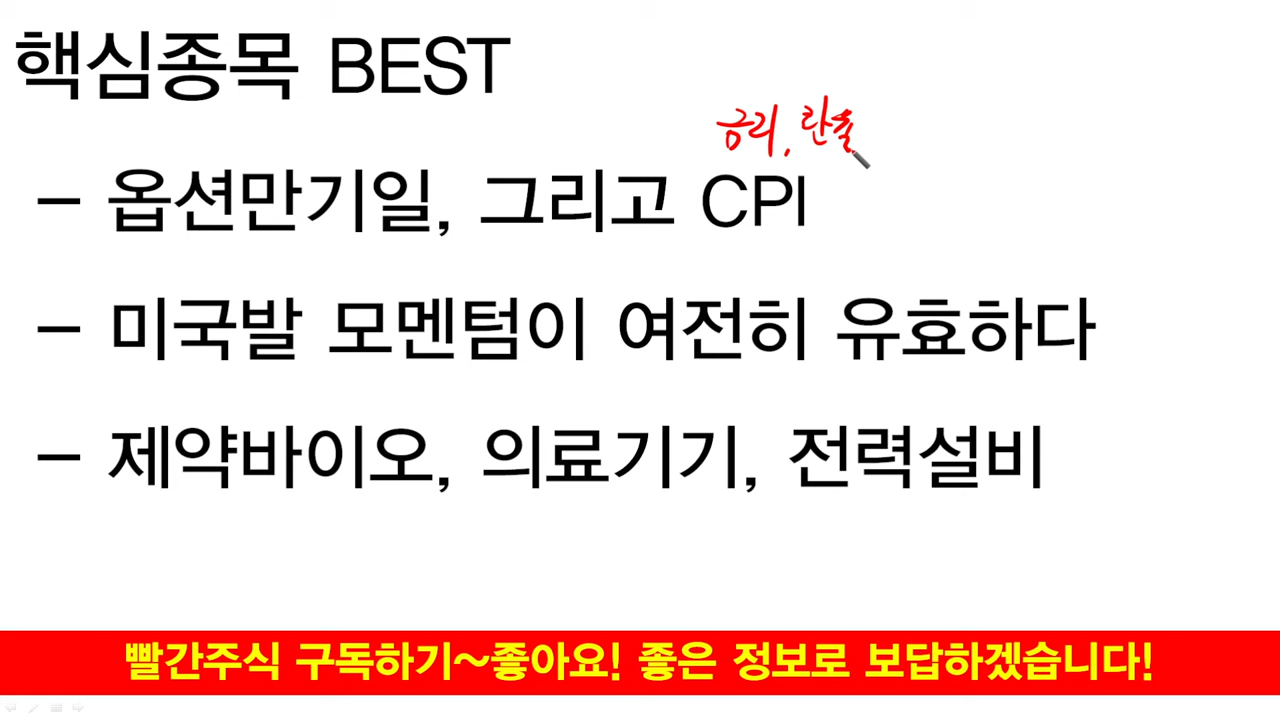 핵심종목 BEST
금리, 환율
- 옵션만기일, 그리고 CPI
- 미국발 모멘텀이 여전히 유효하다
- 제약바이오, 의료기기, 전력설비
빨간주식 구독하기~좋아요! 좋은 정보로 보답하겠습니다!